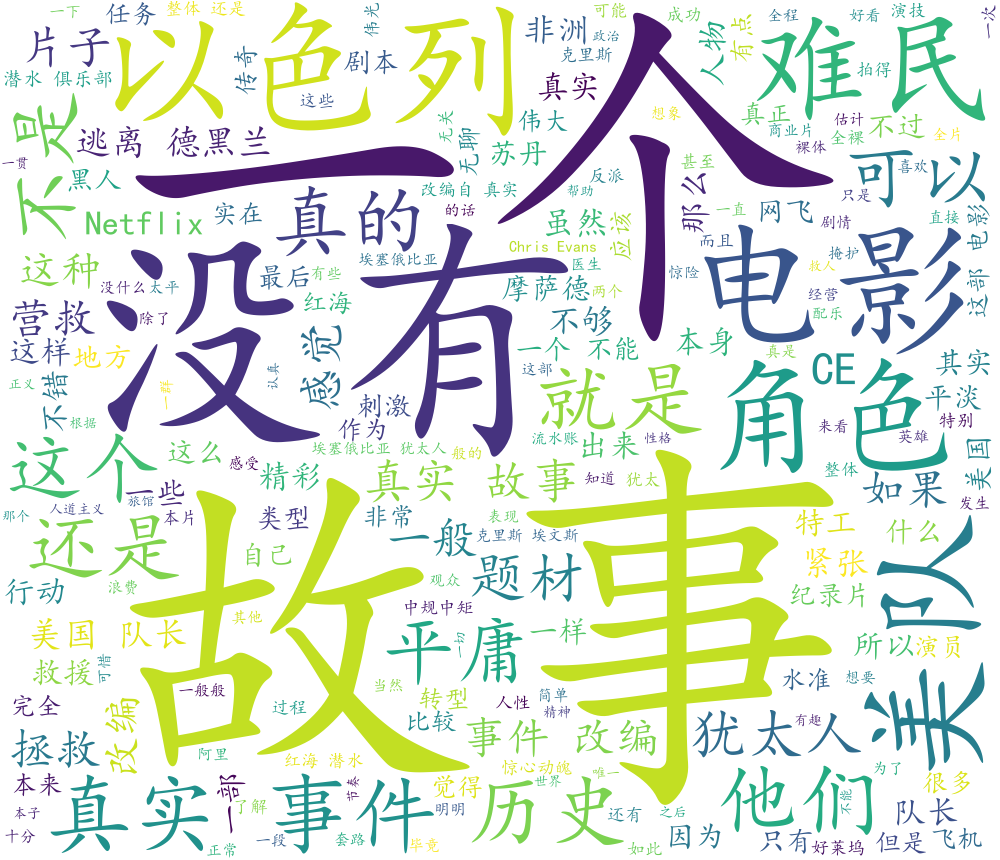 一下
整体 还是
伟光
可能
成功
全程
好看
演技
一次
片子
任务
以色列
传奇
剧本
非洲
政治
克里斯
人物
有点
拍得
难民
潜水 俱乐部
这些
真实
想象
真正
估计
商业片
不过
全片
不是
逃离 德黑兰
一个
无关
无聊
伟大
苏丹
全裸
裸体
一贯
黑人
真的
改编自 真实
反派
帮助
甚至
那么
只是
可以
喜欢
Netflix
实在
的话
虽然
应该
一直
网飞
剧情
直接
电影
这种
没有
最后
有些
埃塞俄比亚
Chris Evans
医生
而且
掩护
电影
这部
没什么
太平
红海
摩萨德
两个
惊险
救人
经营
配乐
营救
除了
感觉
不够
本身
真是
这样
地方
一个 不能
这部
CE
其实
正义
不错
根据
一群
认真
刺激
作为
就是
角色
平淡
特别
来看
英雄
美国
这个
这么
感受
埃塞俄比亚 犹太人
般的
流水账
出来
性格
整体
如果
发生
一些
旅馆
精彩
真实 故事
知道
犹太
那个
人道主义
本片
还是
类型
非常
一般
表现
克里斯 埃文斯
特工
什么
自己
题材
紧张
美队
行动
浪费
故事
观众
纪录片
中规中矩
其他
美国 队长
平庸
一切
一样
所以
演员
救援
可惜
一般般
当然
转型
人性
简单
精神
水准
想要
完全
改编
过程
比较
事件 改编
犹太人
有趣
拯救
阿里
红海 潜水
惊心动魄
世界
唯一
为了
本来
一部
节奏
觉得
很多
本子
真实
了解
事件
明明
历史
还有
之后
他们
不能
队长
十分
正常
一段
套路
毕竟
如此
因为
只有
好莱坞
但是
飞机